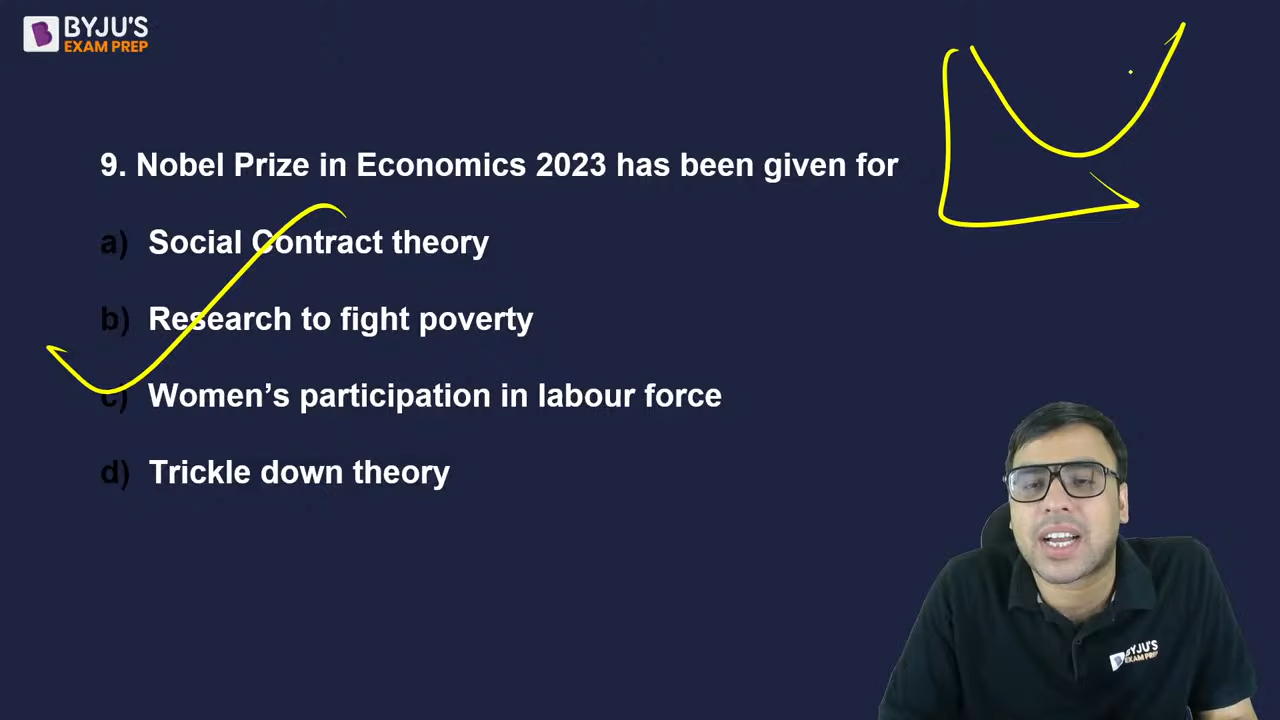 BYJU'S
EXAM PREP
9. Nobel Prize in Economics 2023 has been given for
a) Social Contract theory
b) Research to fight poverty
c) Women’s participation in labour force
d) Trickle down theory
BYJU'S
EXAM PREP